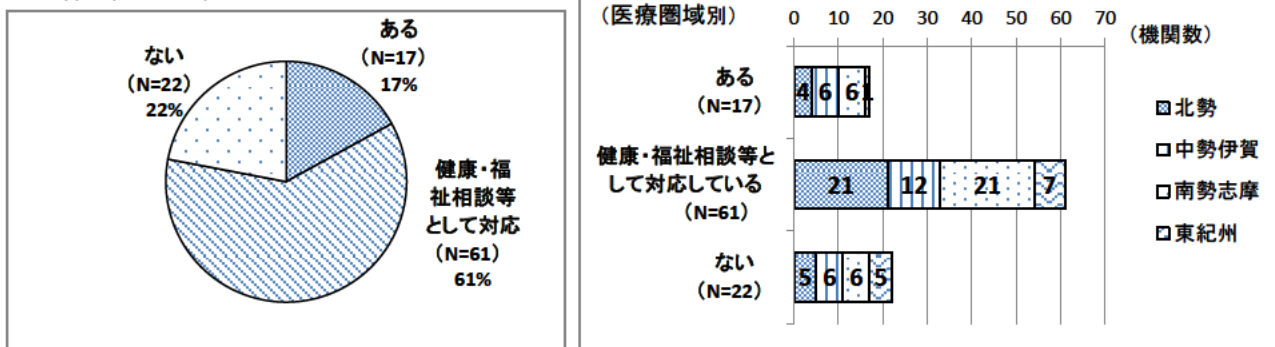 ある
(N=17)
17%
ない
(N=22)
22%
健康・福
祉相談等
として対応
(N=61)
61%
(医療圏域別)
0 10 20 30 40 50 60 70
(機関数)
ある
(N=17)
4 6 6 1
健康・福祉相談等と
して対応している
(N=61)
21 12 21 7
ない
(N=22)
5 6 6 5
北勢
中勢伊賀
南勢志摩
東紀州